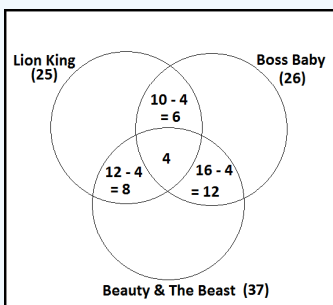 Lion King
(25)
Boss Baby
(26)
10 - 4
= 6
4
12 - 4
= 8
16 - 4
= 12
Beauty & The Beast (37)